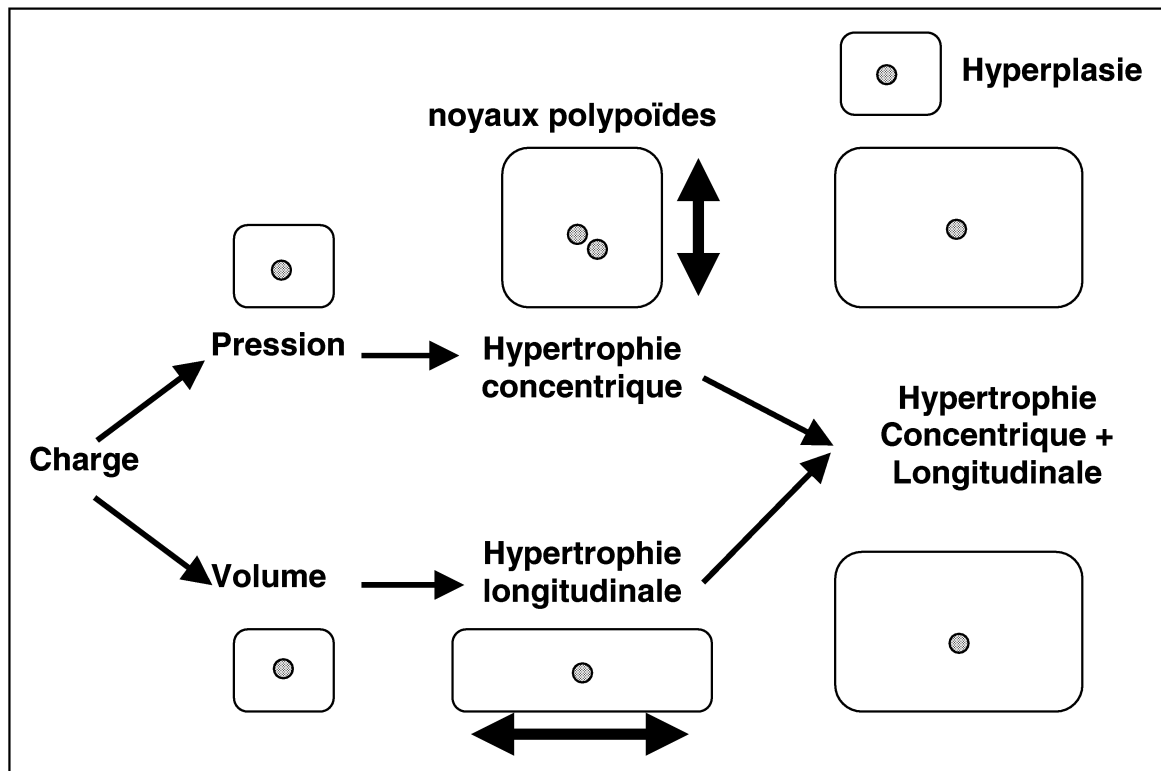 Hyperplasie
noyaux polypoïdes
Pression
Hypertrophie
concentrique
Hypertrophie
Concentrique +
Longitudinale
Charge
Volume
Hypertrophie
longitudinale